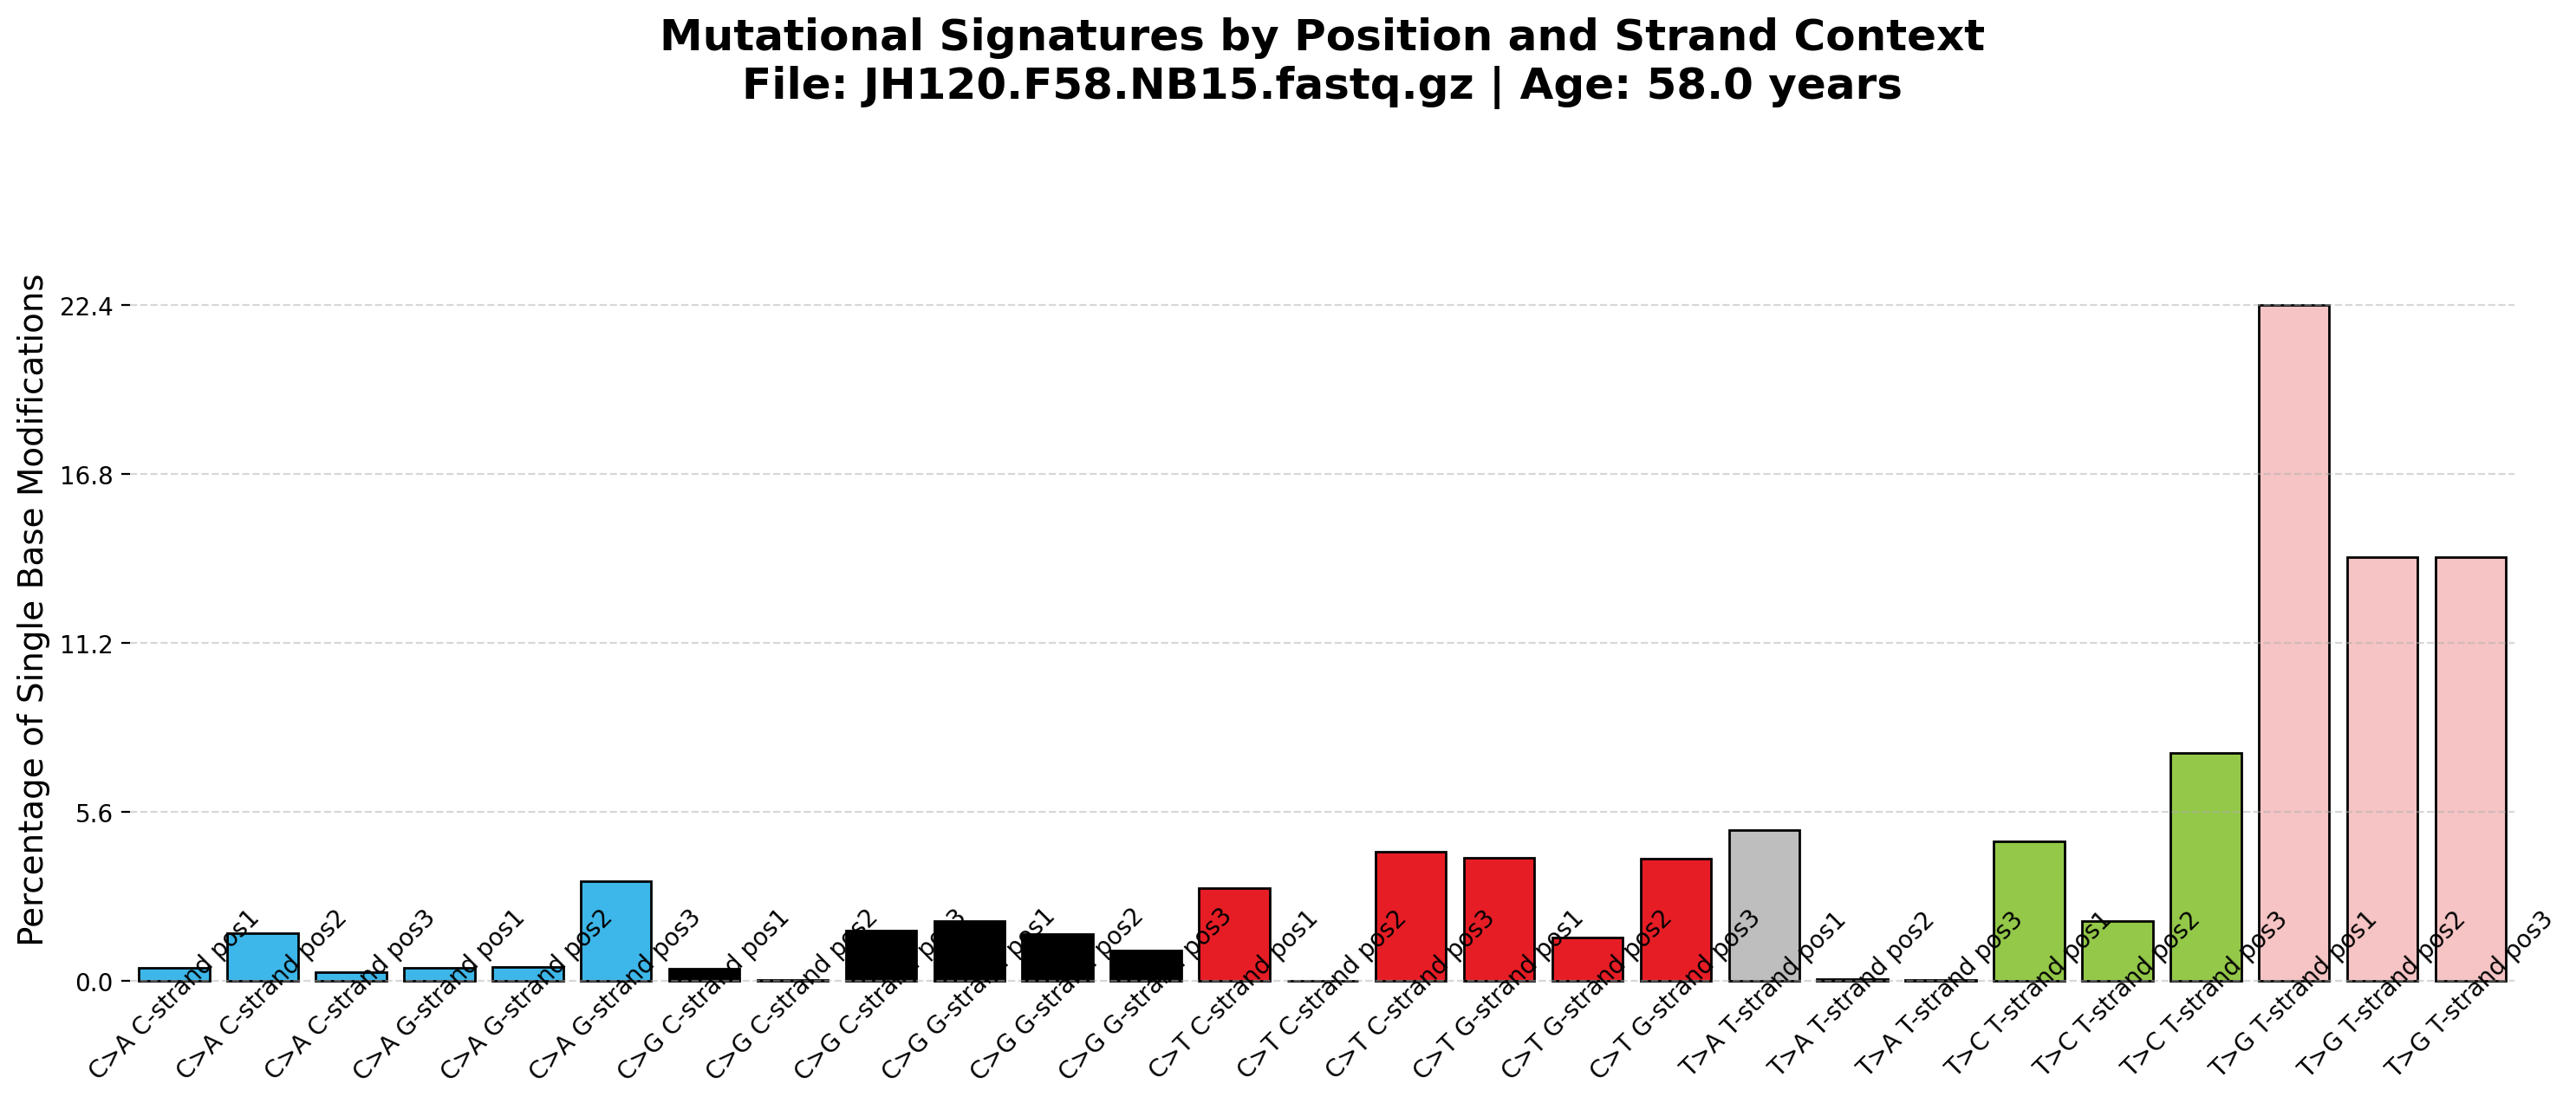 Mutational Signatures by Position and Strand Context
File: JH120.F58.NB15.fastq.gz | Age: 58.0 years
Percentage of Single Base Modifications
22.4
16.8
11.2
5.6
0.0
C>A C-strand pos1
C>A C-strand pos2
C>A C-strand pos3
C>A G-strand pos1
C>A G-strand pos2
C>A G-strand pos3
C>G C-strand pos1
C>G C-strand pos2
C>G C-strand pos3
C>G G-strand pos1
C>G G-strand pos2
C>G G-strand pos3
C>T C-strand pos1
C>T C-strand pos2
C>T C-strand pos3
C>T G-strand pos1
C>T G-strand pos2
C>T G-strand pos3
T>A T-strand pos1
T>A T-strand pos2
T>A T-strand pos3
T>C T-strand pos1
T>C T-strand pos2
T>C T-strand pos3
T>G T-strand pos1
T>G T-strand pos2
T>G T-strand pos3